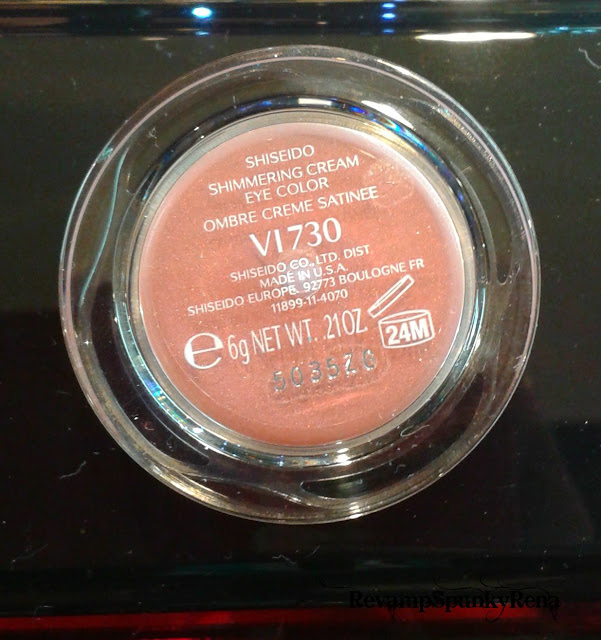 SHISEIDO
SHIMMERING CREAM
EYE COLOR
OMBRE CREME SATINEE
VI730
SHISEIDO CO., LTD. DIST
MADE IN U.S.A.
SHISEIDO EUROPE. 92773 BOULOGNE FR
11899-11-4070
e 6g NET WT. .21OZ
24M
RevampSpunkyRena